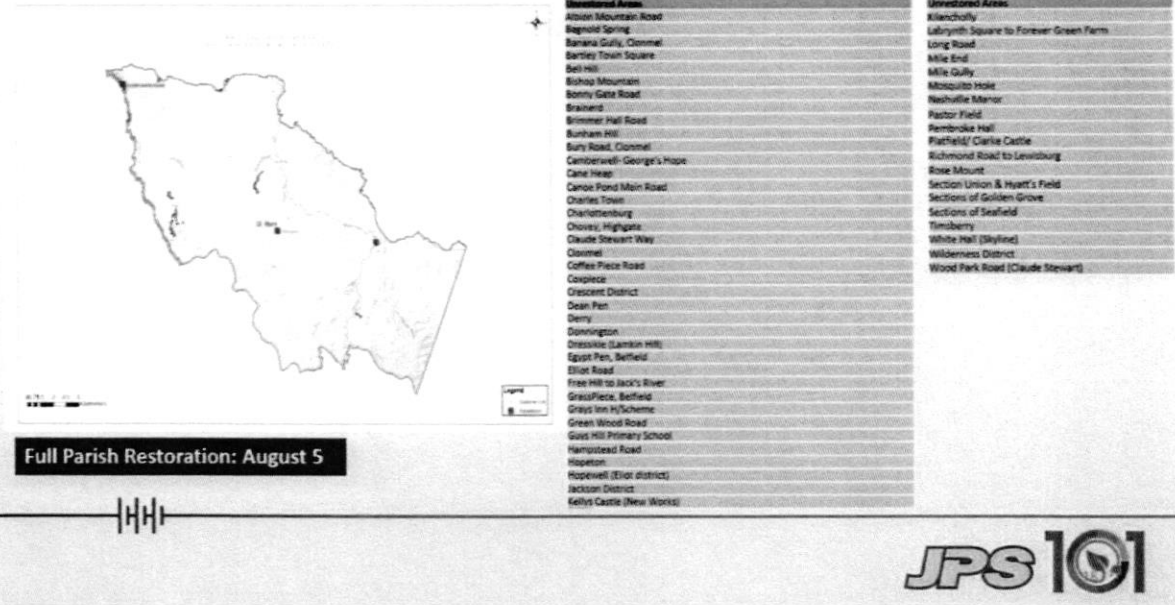 St. Mary
Legend
Full Parish Restoration: August 5
Unrestored Areas
Albion Mountain Road
Bagnold Spring
Banana Gully, Clonmel
Bartley Town Square
Bell Hill
Bishop Mountain
Bonny Gate Road
Brainerd
Brimmer Hall Road
Bunham Hill
Bury Road, Clonmel
Camberwell- George's Hope
Cane Heap
Canoe Pond Main Road
Charles Town
Charlottenburg
Chovey, Highgate
Claude Stewart Way
Clonmel
Coffee Piece Road
Coxpiece
Crescent District
Dean Pen
Derry
Donnington
Dressikie (Lamkin Hill)
Egypt Pen, Belfield
Elliot Road
Free Hill to Jack's River
GrassPiece, Belfield
Grays Inn H/Scheme
Green Wood Road
Guys Hill Primary School
Hampstead Road
Hopeton
Hopewell (Eliot district)
Jackson District
Kellys Castle (New Works)
Unrestored Areas
Kilancholly
Labrynth Square to Forever Green Farm
Long Road
Mile End
Mile Gully
Mosquito Hole
Nashville Manor
Pastor Field
Pembroke Hall
Platfield/ Clarke Castle
Richmond Road to Lewisburg
Rose Mount
Section Union & Hyatt's Field
Sections of Golden Grove
Sections of Seafield
Timsberry
White Hall (Skyline)
Wilderness District
Wood Park Road (Claude Stewart)
JPS 101